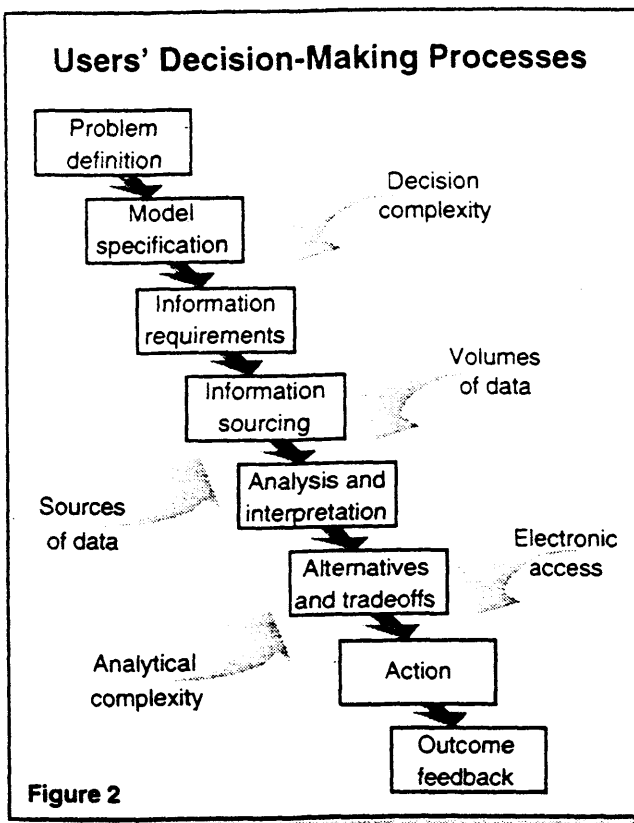 Users' Decision-Making Processes
Problem
definition
Decision
complexity
Model
specification
Information
requirements
Volumes
of data
Information
sourcing
Analysis and
interpretation
Sources
of data
Electronic
access
Alternatives
and tradeoffs
Analytical
complexity
Action
Outcome
feedback
Figure 2